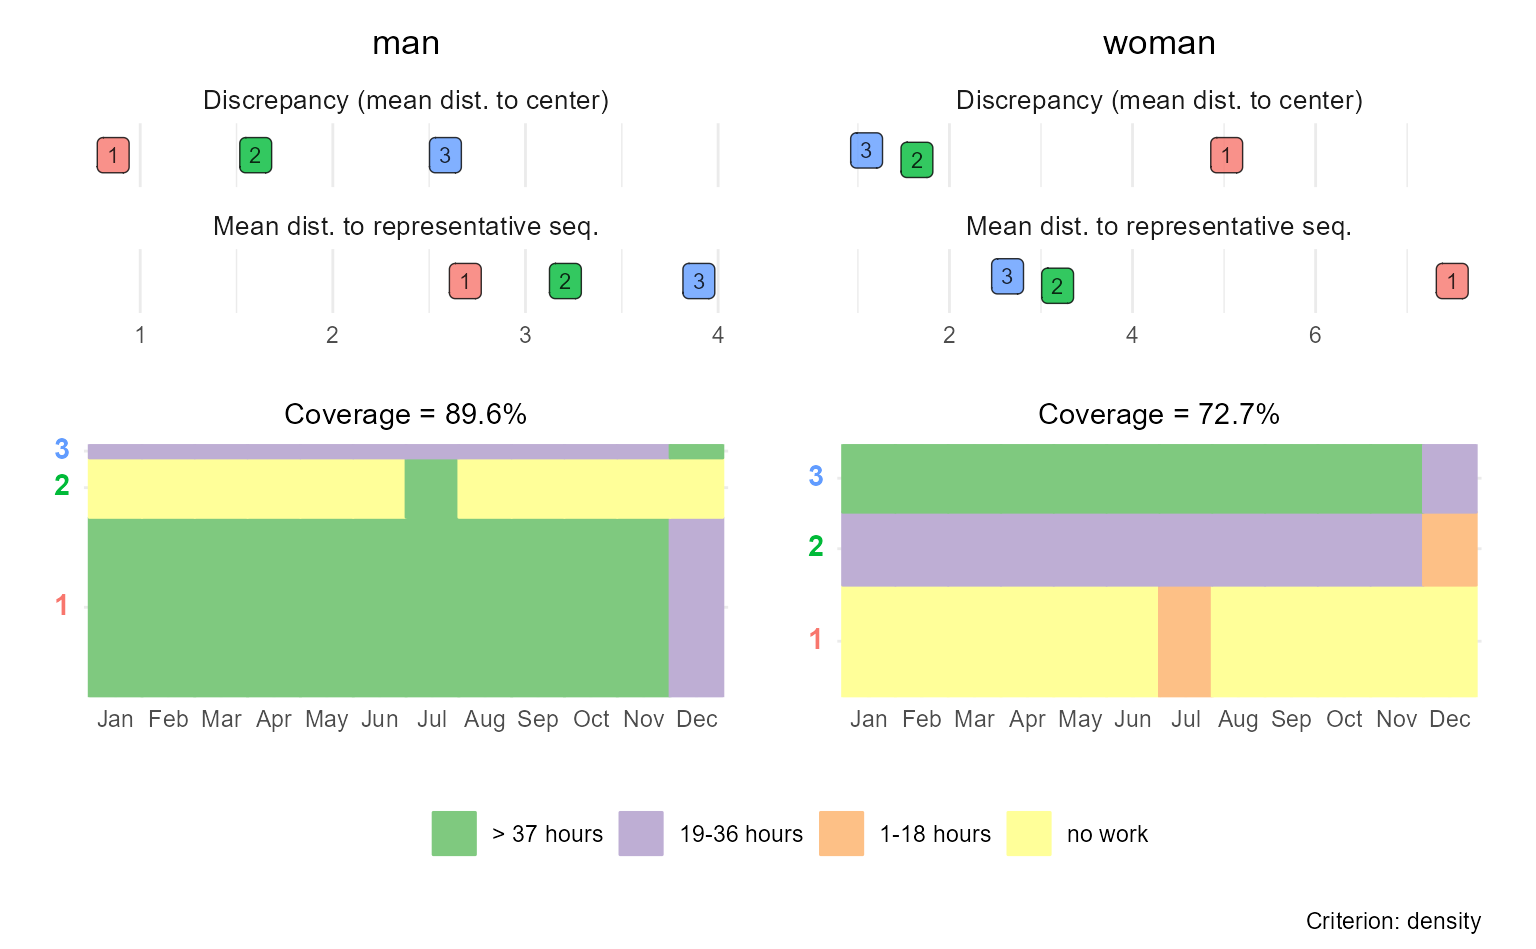 man
woman
Discrepancy (mean dist. to center)
Discrepancy (mean dist. to center)
1 2 3
3 2 1
Mean dist. to representative seq.
Mean dist. to representative seq.
1 2 3
3 2 1
1 2 3 4
2 4 6
Coverage = 89.6%
3
2
1
Jan Feb Mar Apr May Jun Jul Aug Sep Oct Nov Dec
Coverage = 72.7%
3
2
1
Jan Feb Mar Apr May Jun Jul Aug Sep Oct Nov Dec
> 37 hours 19-36 hours 1-18 hours no work
Criterion: density